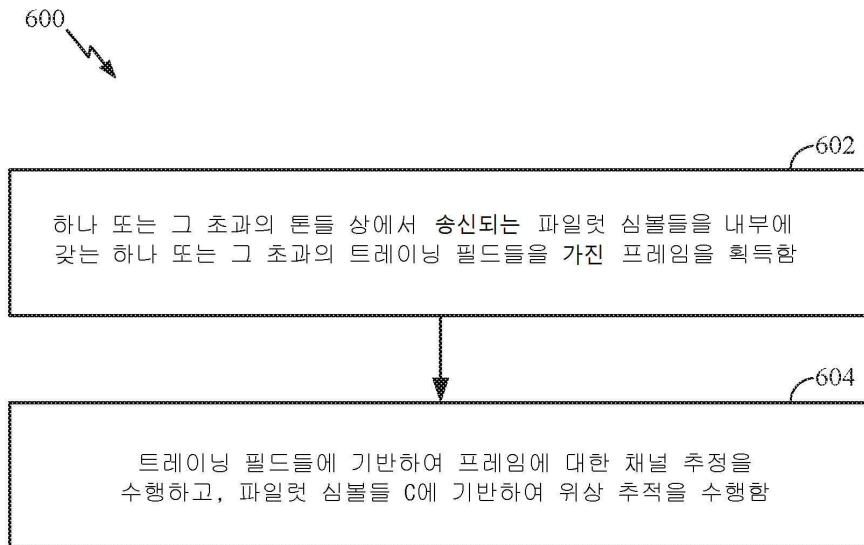 600
602
하나 또는 그 초과의 톤들 상에서 송신되는 파일럿 심볼들을 내부에
갖는 하나 또는 그 초과의 트레이닝 필드들을 가진 프레임을 획득함
604
트레이닝 필드들에 기반하여 프레임에 대한 채널 추정을
수행하고, 파일럿 심볼들 C에 기반하여 위상 추적을 수행함